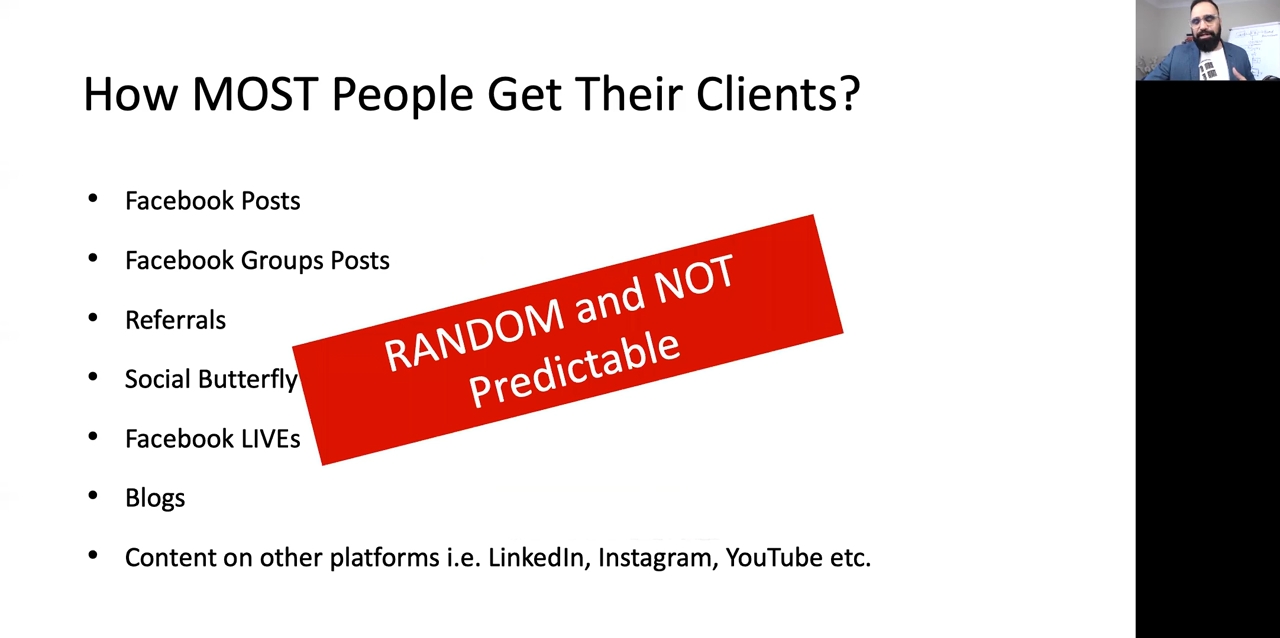 How MOST People Get Their Clients?
• Facebook Posts
• Facebook Groups Posts
• Referrals
• Social Butterfly
• Facebook LIVEs
• Blogs
• Content on other platforms i.e. LinkedIn, Instagram, YouTube etc.
RANDOM and NOT
Predictable